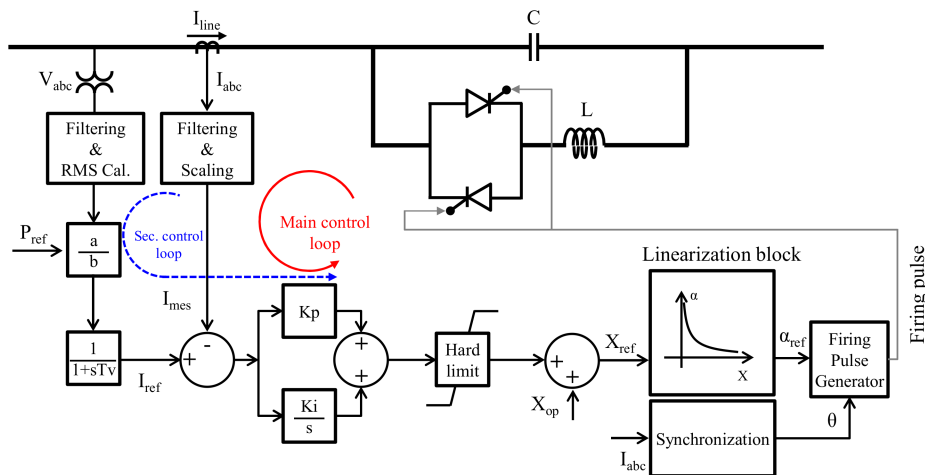 I_line
C
V_abc
I_abc
L
Filtering
&
RMS Cal.
Filtering
&
Scaling
Main control
loop
Sec. control
loop
P_ref
a
b
Linearization block
Firing pulse
I_mes
Kp
α
X
1
1+sTv
I_ref
+
-
+
+
Hard
limit
+
+
X_ref
α_ref
Firing
Pulse
Generator
X_op
Ki
s
θ
Synchronization
I_abc